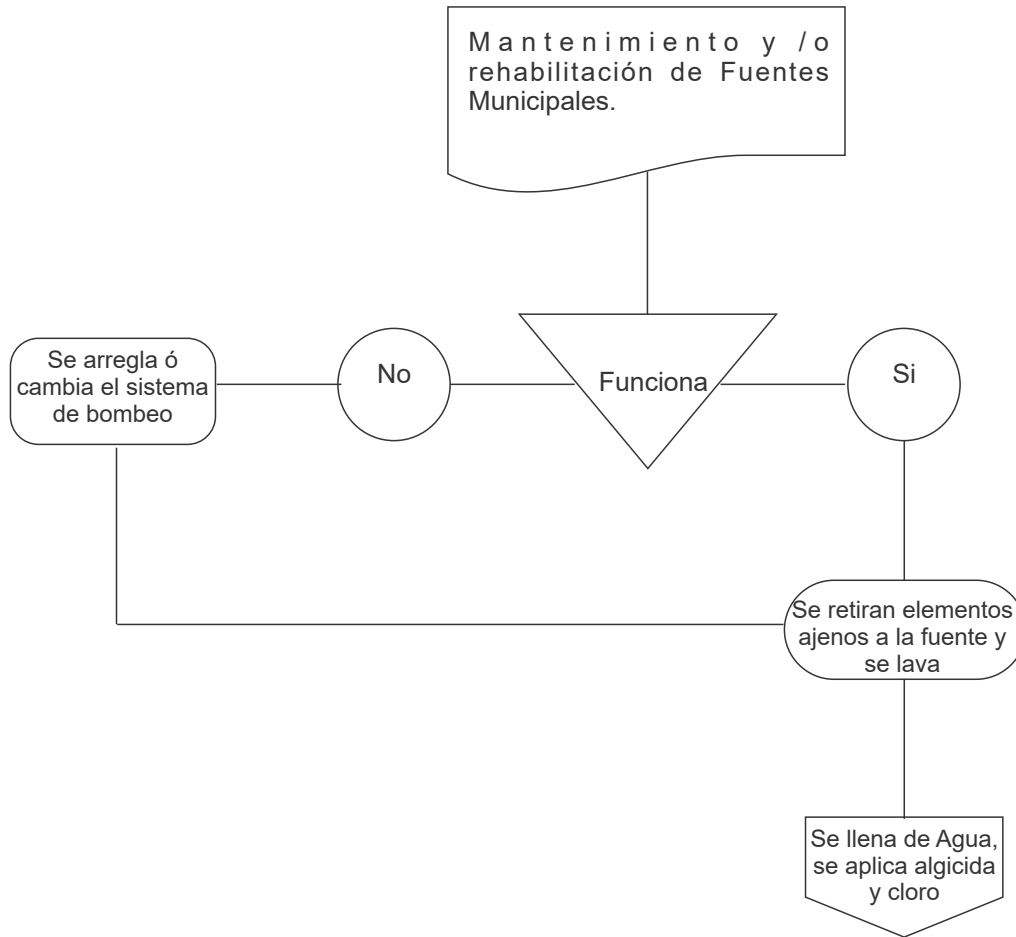 Mantenimiento y /o
rehabilitación de Fuentes
Municipales.
Se arregla ó
cambia el sistema
de bombeo
No
Funciona
Si
Se retiran elementos
ajenos a la fuente y
se lava
Se llena de Agua,
se aplica algicida
y cloro